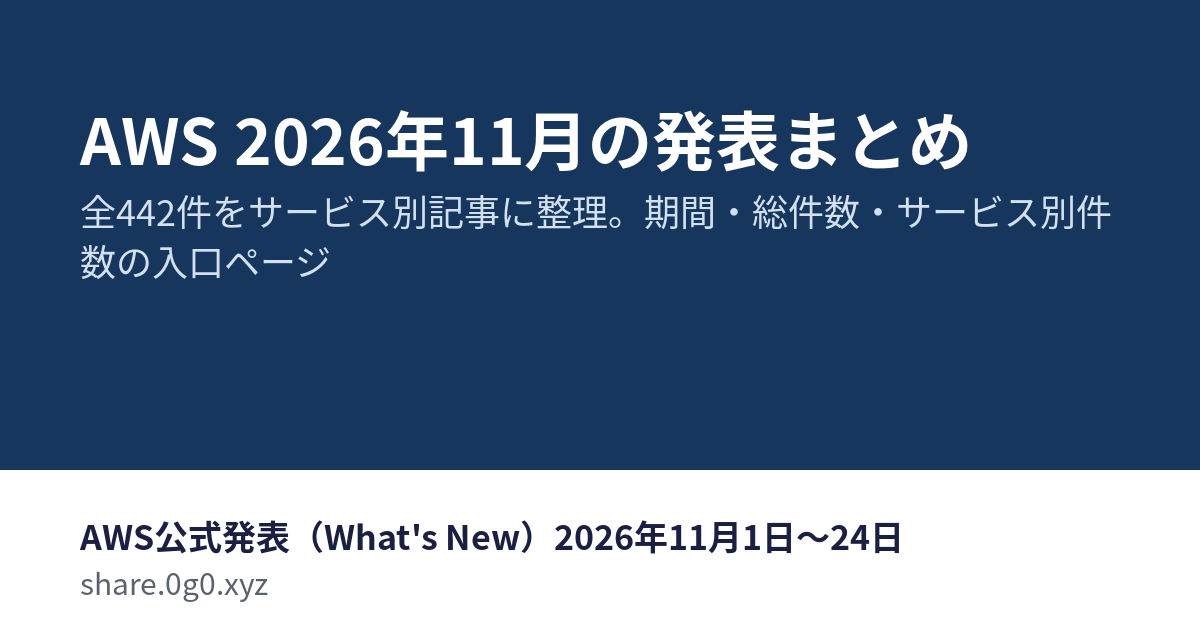 AWS 2026年11月の発表まとめ
全442件をサービス別記事に整理。期間・総件数・サービス別件
数の入口ページ
AWS公式発表（What's New）2026年11月1日〜24日
share.0g0.xyz